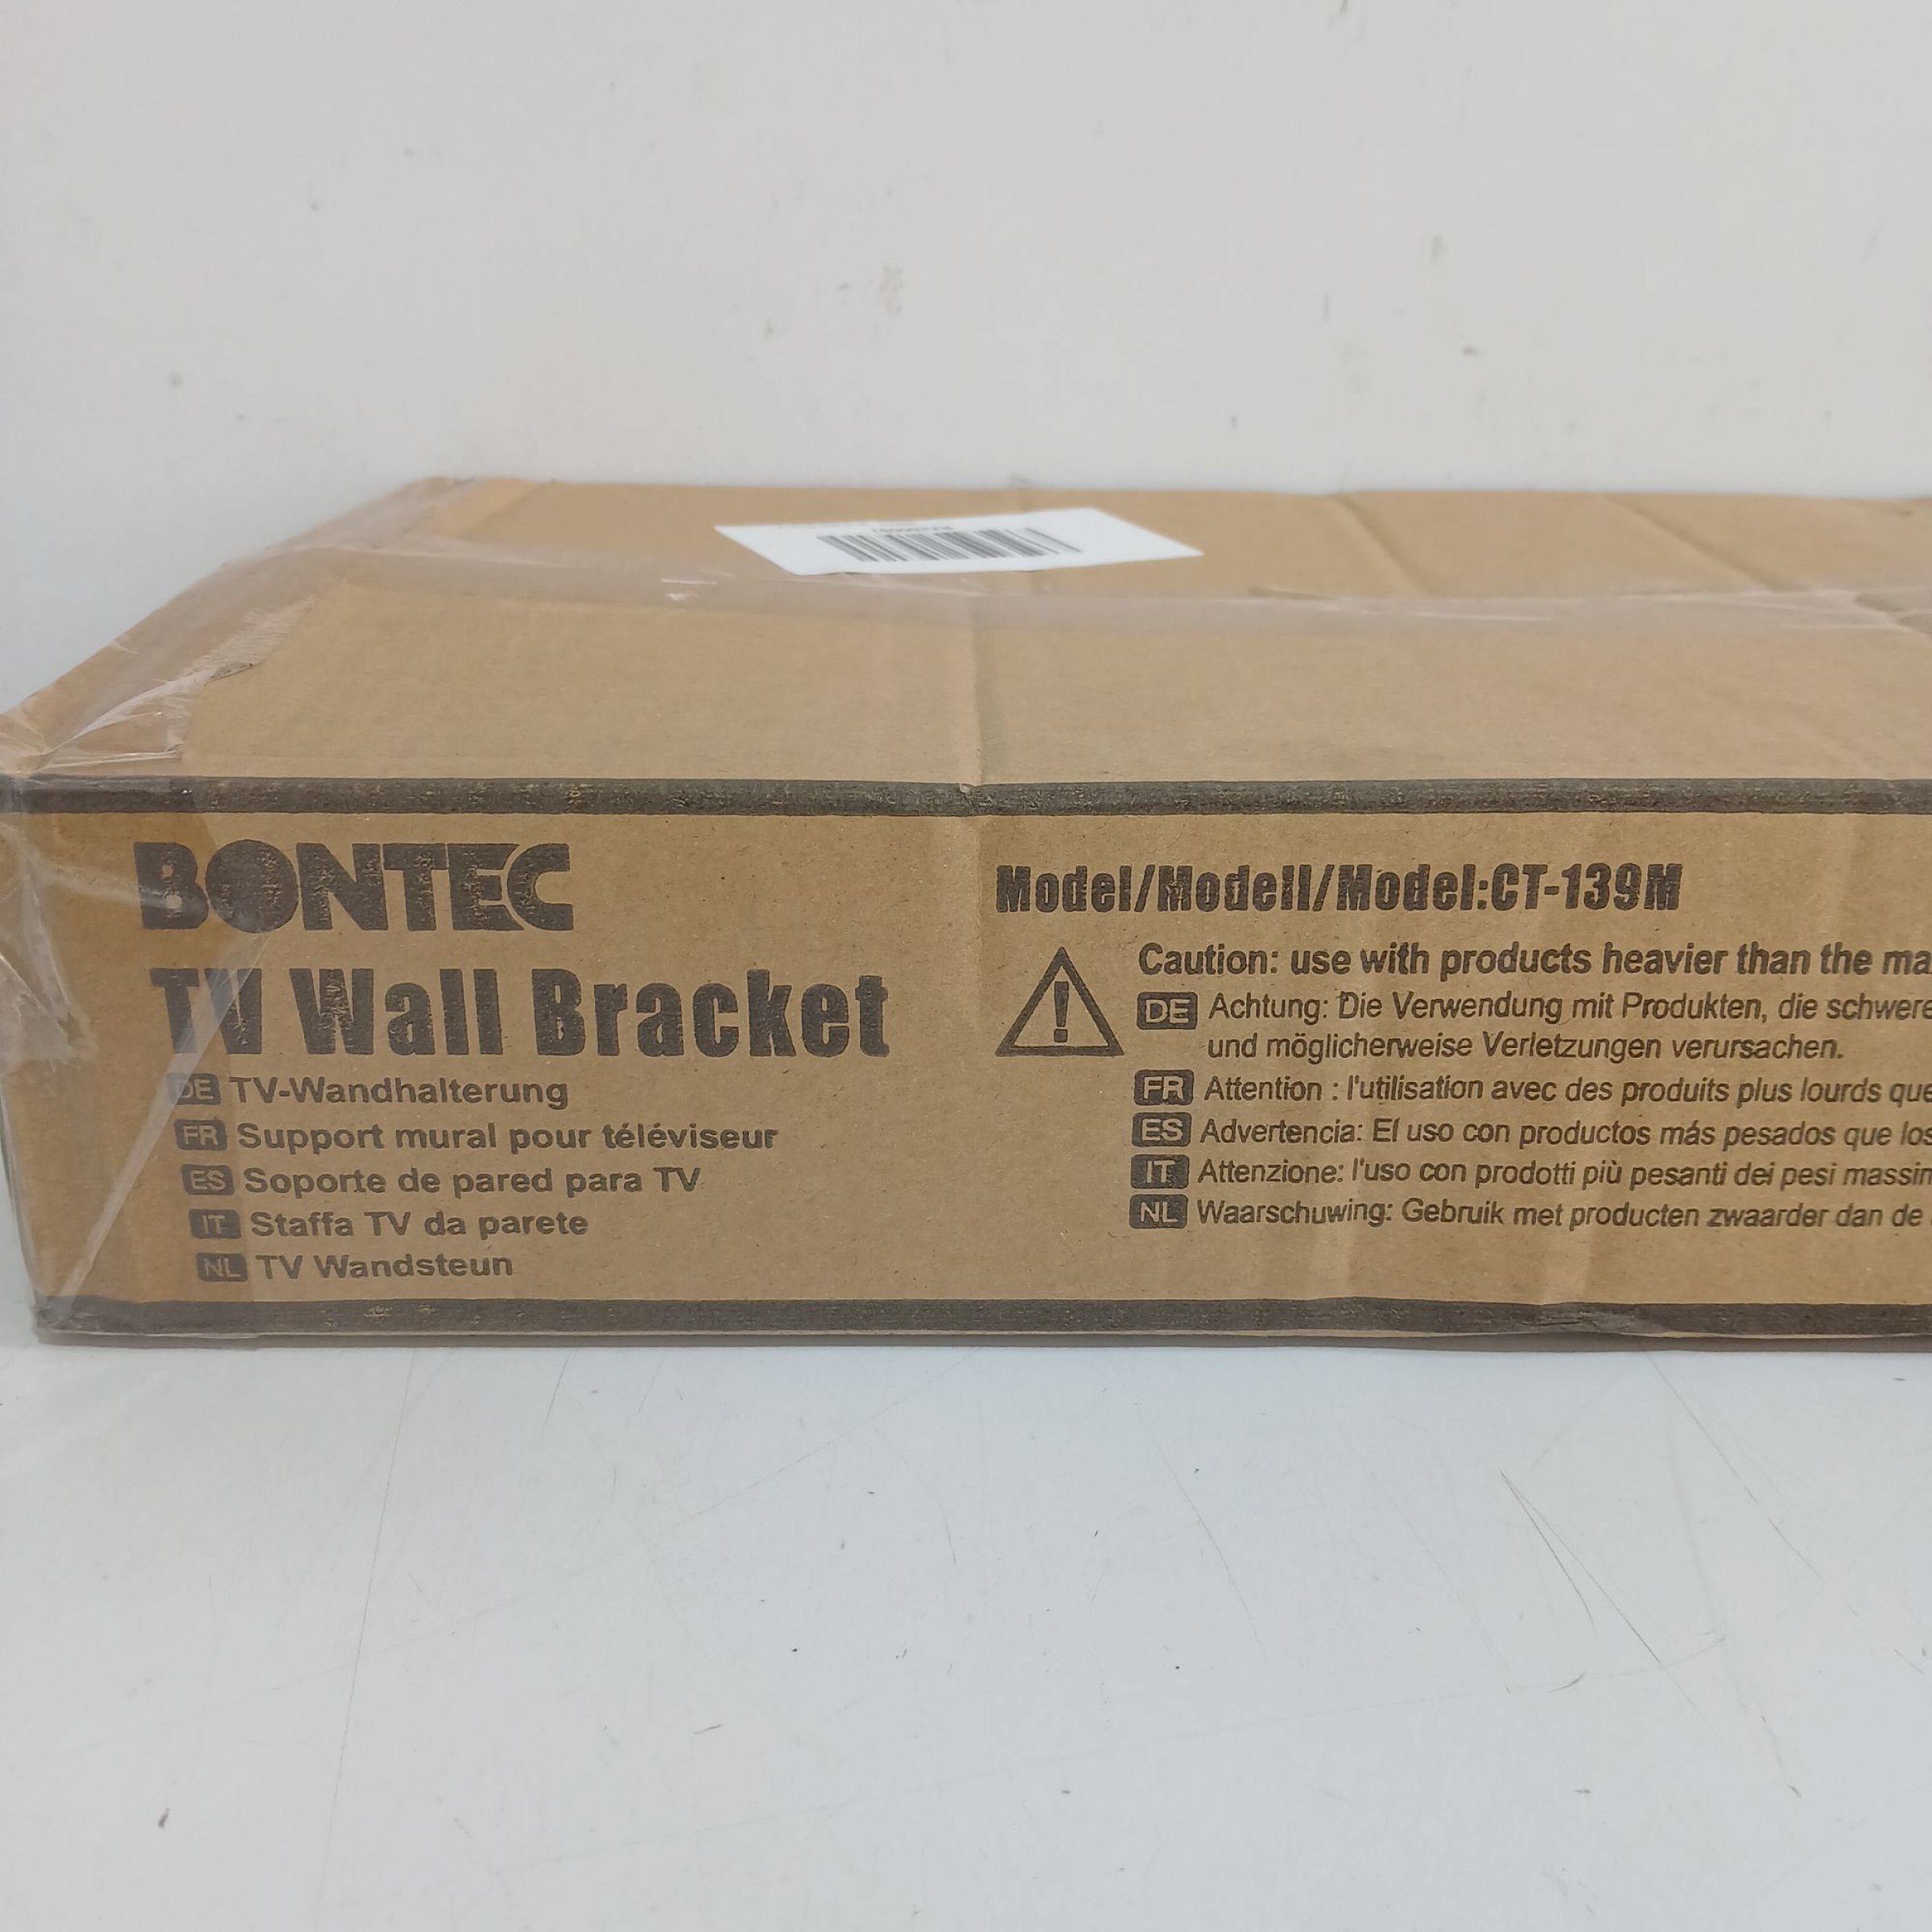 BONTEC
TV Wall Bracket
DE TV-Wandhalterung
FR Support mural pour téléviseur
ES Soporte de pared para TV
IT Staffa TV da parete
NL TV Wandsteun
Model/Modell/Model:CT-139M
Caution: use with products heavier than the
DE Achtung: Die Verwendung mit Produkten, die
und möglicherweise Verletzungen verursachen.
FR Attention : l'utilisation avec des produits plus lourds que
ES Advertencia: El uso con productos más pesados que los
IT Attenzione: l'uso con prodotti più pesanti dei pesi
NL Waarschuwing: Gebruik met producten zwaarder dan de